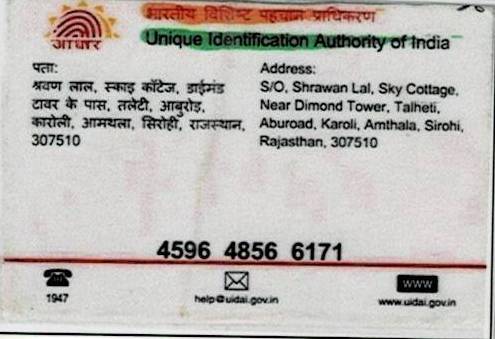 भारतीय विशिष्ट पहचान प्राधिकरण
आधार
Unique Identification Authority of India
पता:
श्रवण लाल, स्काइ कॉटेज, डाईमंड
टावर के पास, तलेटी, आबुरोड़,
कारोली, आमथला, सिरोही, राजस्थान,
307510
Address:
S/O, Shrawan Lal, Sky Cottage,
Near Dimond Tower, Talheti,
Aburoad, Karoli, Amthala, Sirohi,
Rajasthan, 307510
4596 4856 6171
1947
help@uidai.gov.in
www
www.uidai.gov.in